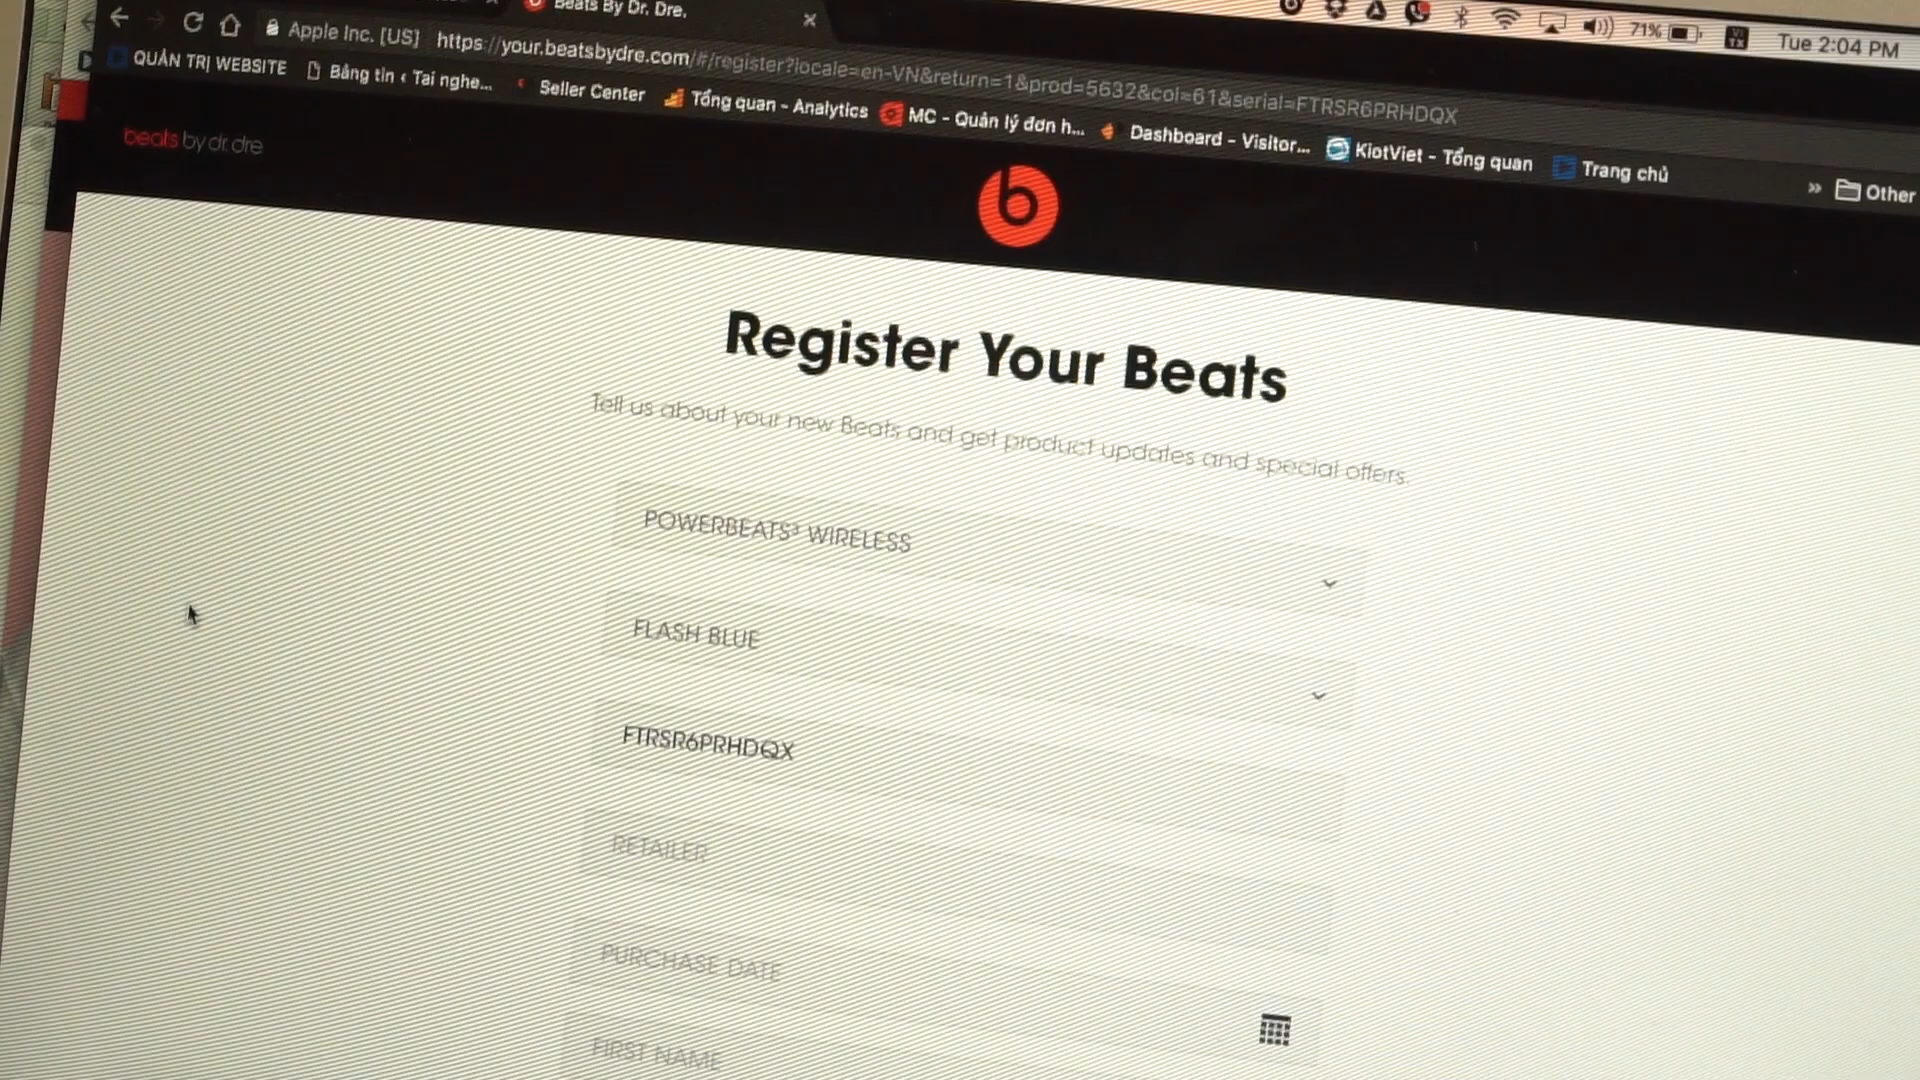 Beats By Dr. Dre.
71%
Tue 2:04 PM
Apple Inc. [US] https://your.beatsbydre.com/#/register?locale=en-VN&return=1&prod=5632&col=61&serial=FTRSR6PRHDQX
QUẢN TRỊ WEBSITE Bảng tin ‹ Tai nghe... Seller Center Tổng quan - Analytics MC - Quản lý đơn h... Dashboard - Visitor... KiotViet - Tổng quan Trang chủ » Other
beats by dr. dre
b
Register Your Beats
Tell us about your new Beats and get product updates and special offers.
POWERBEATS³ WIRELESS
FLASH BLUE
FTRSR6PRHDQX
RETAILER
PURCHASE DATE
FIRST NAME